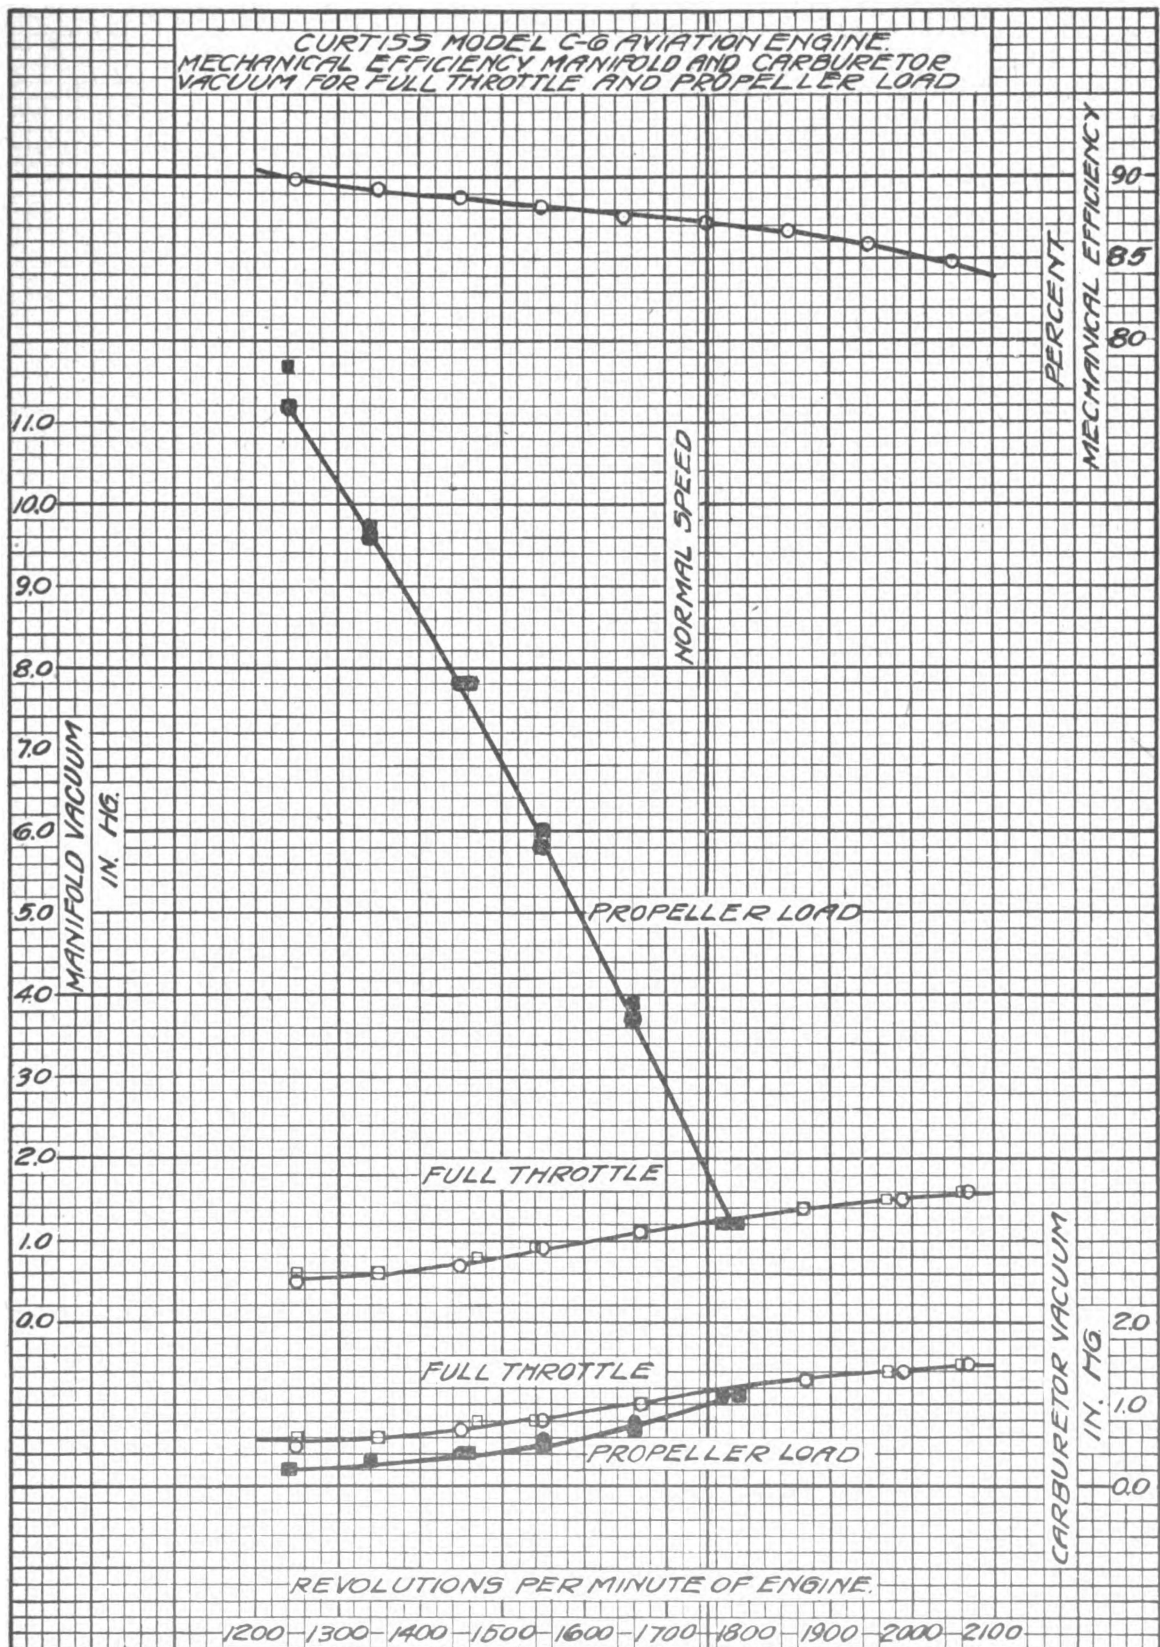 CURTISS MODEL C-6 AVIATION ENGINE.
MECHANICAL EFFICIENCY MANIFOLD AND CARBURETOR
VACUUM FOR FULL THROTTLE AND PROPELLER LOAD
PERCENT
MECHANICAL EFFICIENCY
90
85
80
11.0
10.0
9.0
8.0
7.0
6.0
5.0
4.0
3.0
2.0
1.0
0.0
MANIFOLD VACUUM
IN. HG.
NORMAL SPEED
PROPELLER LOAD
FULL THROTTLE
FULL THROTTLE
PROPELLER LOAD
CARBURETOR VACUUM
IN. HG.
2.0
1.0
0.0
REVOLUTIONS PER MINUTE OF ENGINE.
1200 1300 1400 1500 1600 1700 1800 1900 2000 2100